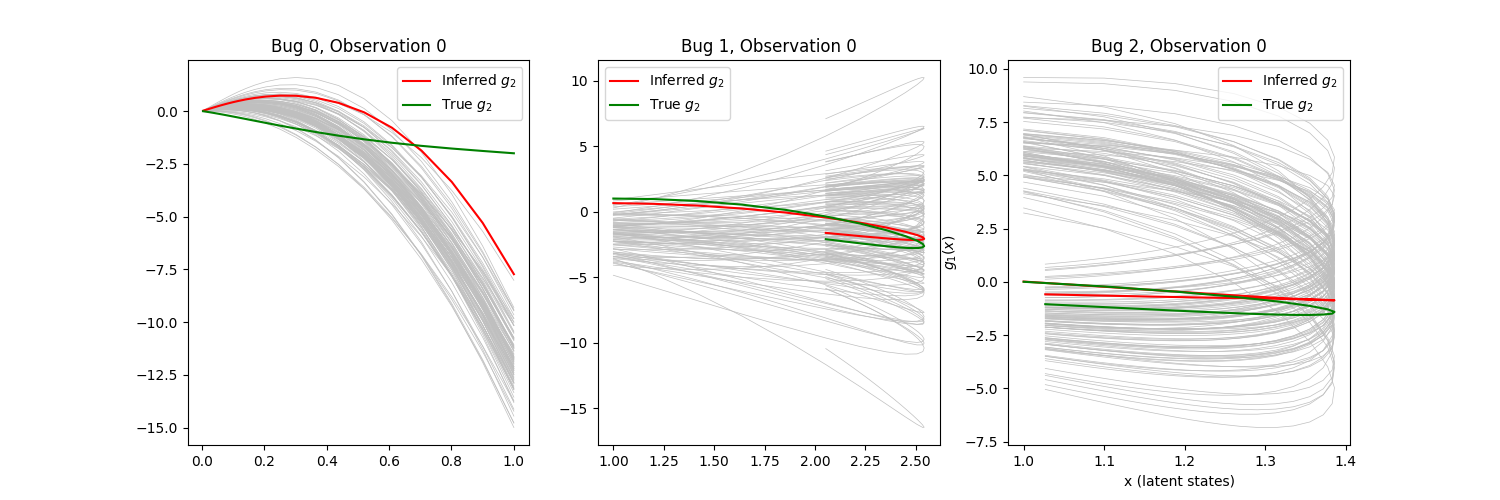 Bug 0, Observation 0
Inferred g₂
True g₂
0.0
−2.5
−5.0
−7.5
−10.0
−12.5
−15.0
0.0 0.2 0.4 0.6 0.8 1.0
Bug 1, Observation 0
Inferred g₂
True g₂
10
5
0
−5
−10
−15
1.00 1.25 1.50 1.75 2.00 2.25 2.50
Bug 2, Observation 0
Inferred g₂
True g₂
g₁(x)
10.0
7.5
5.0
2.5
0.0
−2.5
−5.0
−7.5
1.0 1.1 1.2 1.3 1.4
x (latent states)